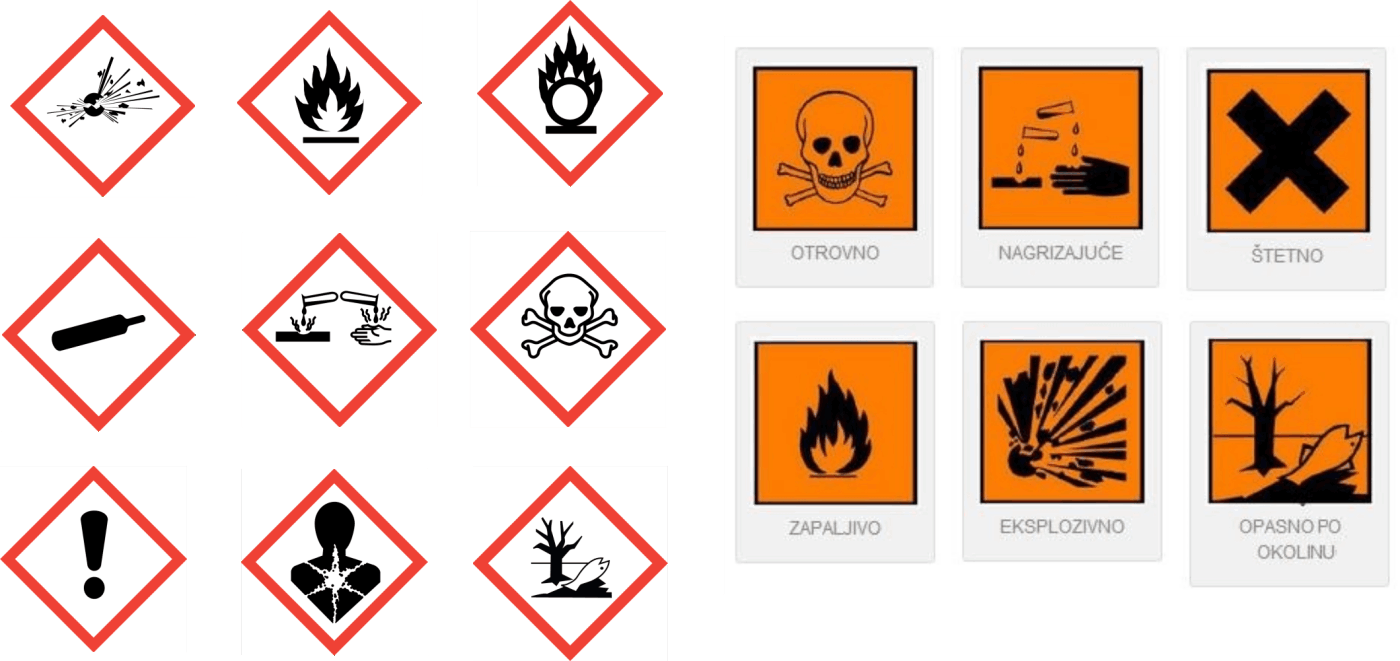 OTROVNO
NAGRIZAJUĆE
ŠTETNO
ZAPALJIVO
EKSPLOZIVNO
OPASNO PO
OKOLINU